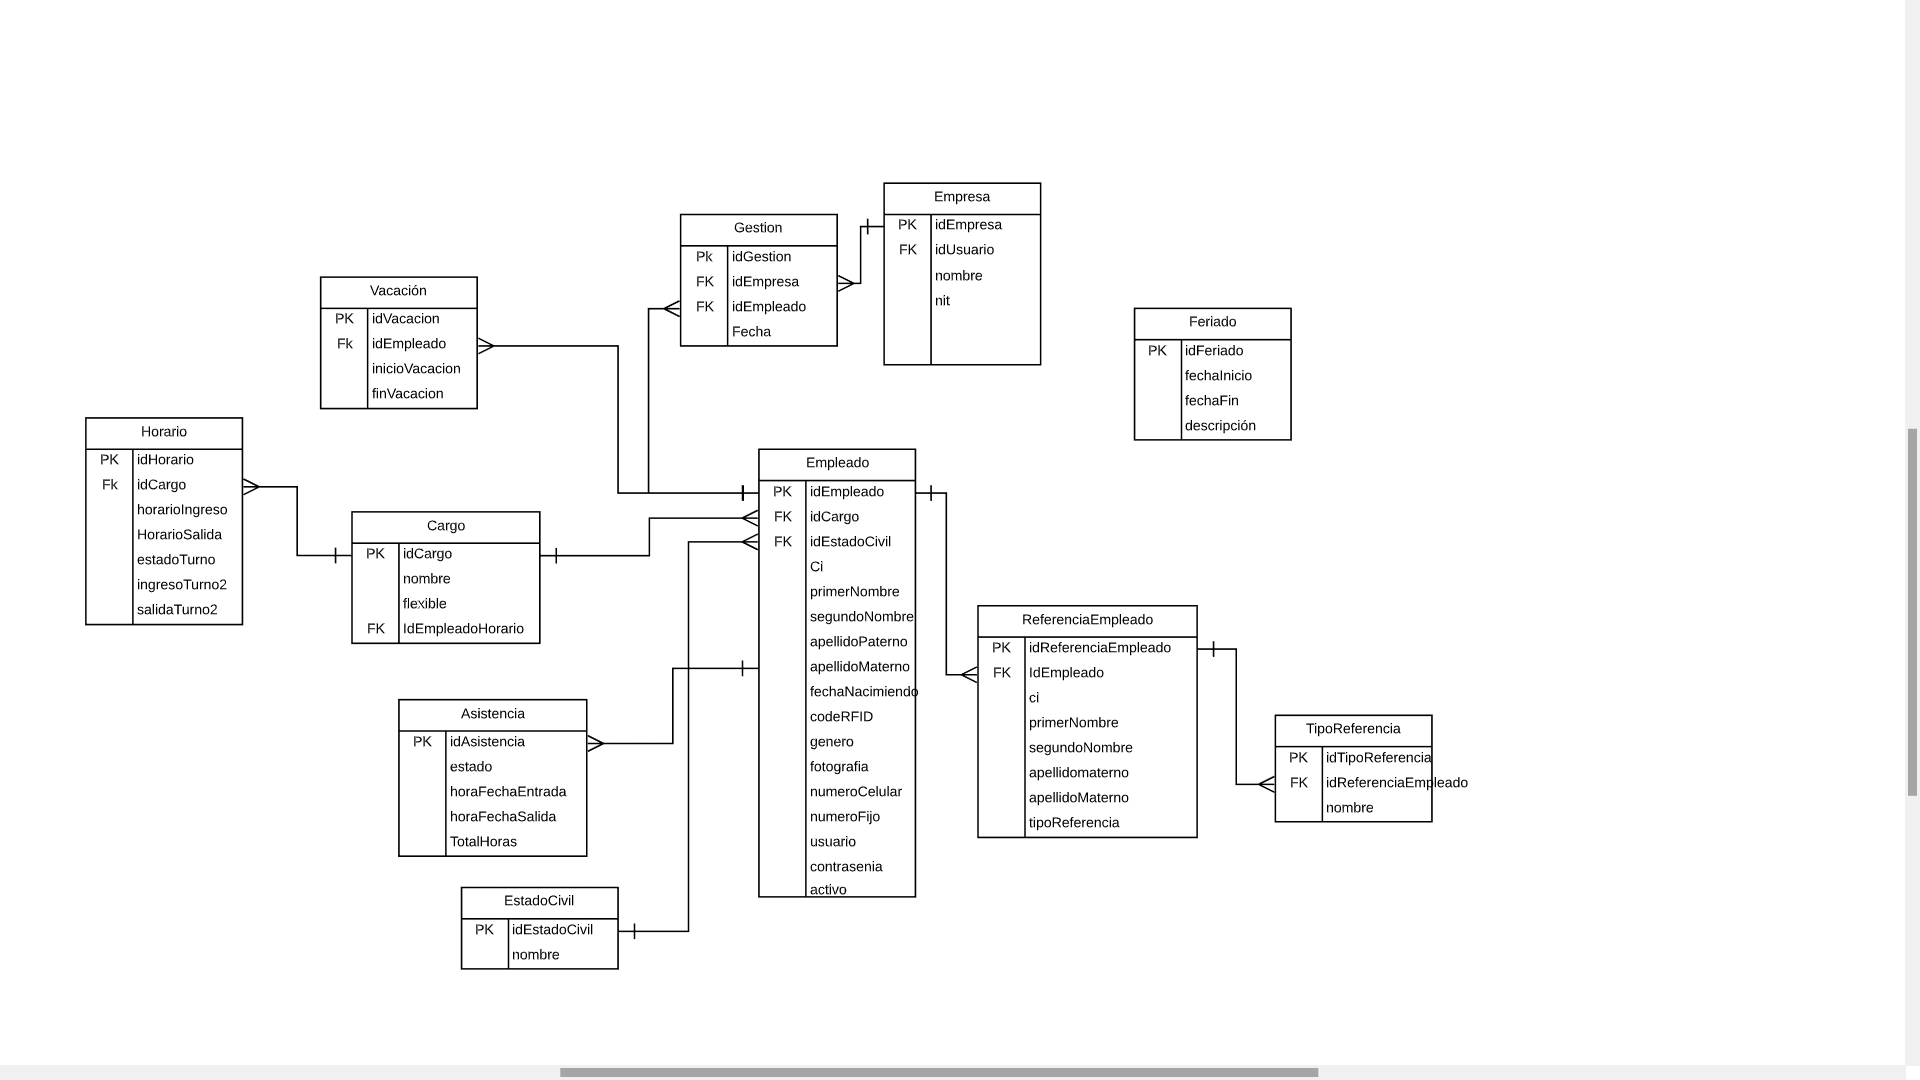 Empresa
PK idEmpresa
FK idUsuario
nombre
nit
Gestion
Pk idGestion
FK idEmpresa
FK idEmpleado
Fecha
Vacación
PK idVacacion
Fk idEmpleado
inicioVacacion
finVacacion
Feriado
PK idFeriado
fechaInicio
fechaFin
descripción
Horario
PK idHorario
Fk idCargo
horarioIngreso
HorarioSalida
estadoTurno
ingresoTurno2
salidaTurno2
Cargo
PK idCargo
nombre
flexible
FK IdEmpleadoHorario
Empleado
PK idEmpleado
FK idCargo
FK idEstadoCivil
Ci
primerNombre
segundoNombre
apellidoPaterno
apellidoMaterno
fechaNacimiendo
codeRFID
genero
fotografia
numeroCelular
numeroFijo
usuario
contrasenia
activo
ReferenciaEmpleado
PK idReferenciaEmpleado
FK IdEmpleado
ci
primerNombre
segundoNombre
apellidomaterno
apellidoMaterno
tipoReferencia
Asistencia
PK idAsistencia
estado
horaFechaEntrada
horaFechaSalida
TotalHoras
TipoReferencia
PK idTipoReferencia
FK idReferenciaEmpleado
nombre
EstadoCivil
PK idEstadoCivil
nombre